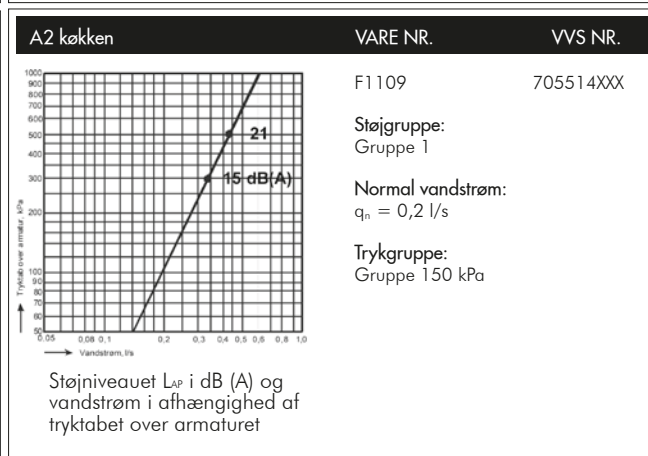 A2 køkken VARE NR. VVS NR.
F1109 705514XXX
Støjgruppe:
Gruppe 1
Normal vandstrøm:
qn = 0,2 l/s
Trykgruppe:
Gruppe 150 kPa
1000
900
800
700
600
500
400
300
200
100
90
80
70
60
50
Tryktab over armatur, kPa
21
15 dB(A)
0,05 0,08 0,1 0,2 0,3 0,4 0,5 0,6 0,8 1,0
Vandstrøm, l/s
Støjniveauet LAP i dB (A) og
vandstrøm i afhængighed af
tryktabet over armaturet